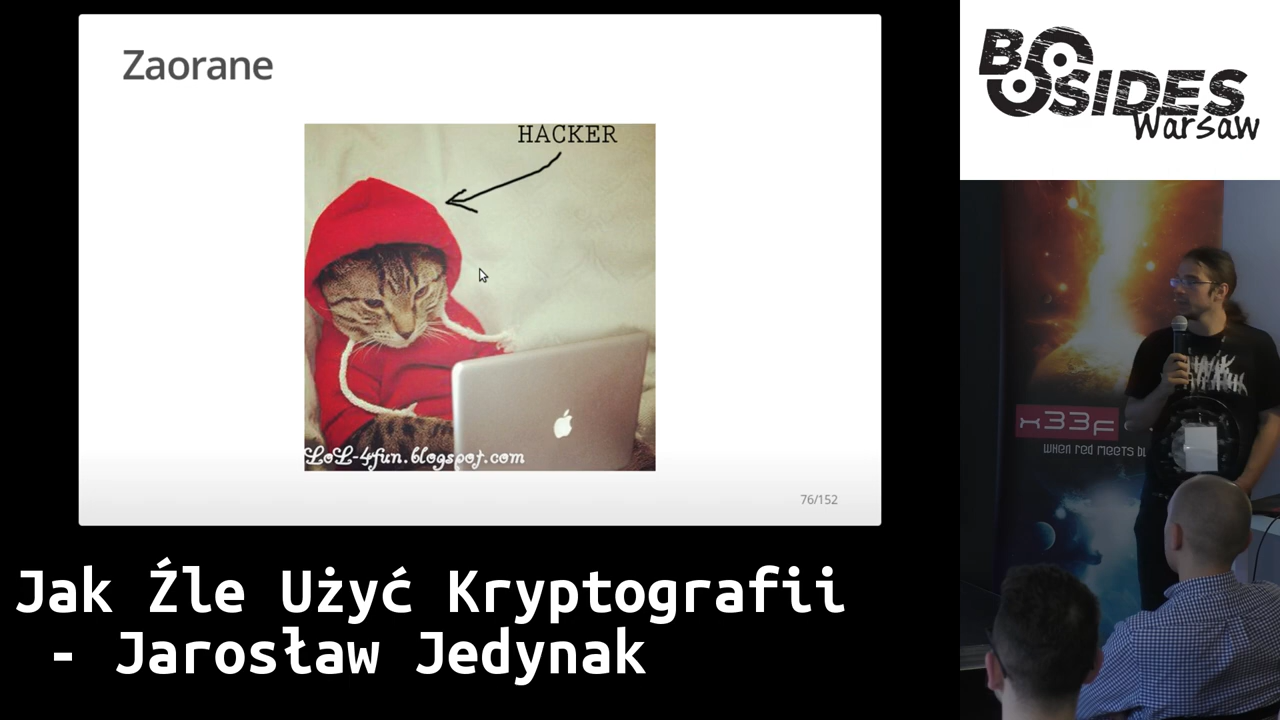 Zaorane
HACKER
LoL-4fun.blogspot.com
76/152
Jak Źle Użyć Kryptografii
- Jarosław Jedynak
BSIDES
Warsaw
x33f
when red meets bl